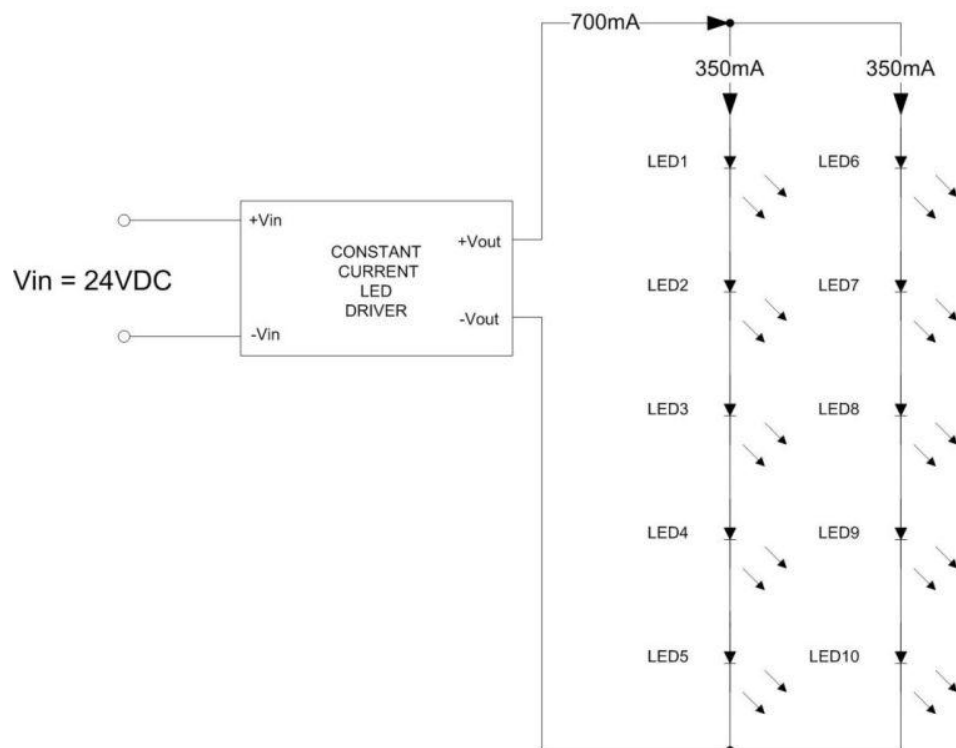 700mA
350mA
350mA
LED1
LED6
+Vin
+Vout
CONSTANT
CURRENT
LED
DRIVER
Vin = 24VDC
LED2
LED7
-Vout
-Vin
LED3
LED8
LED4
LED9
LED5
LED10